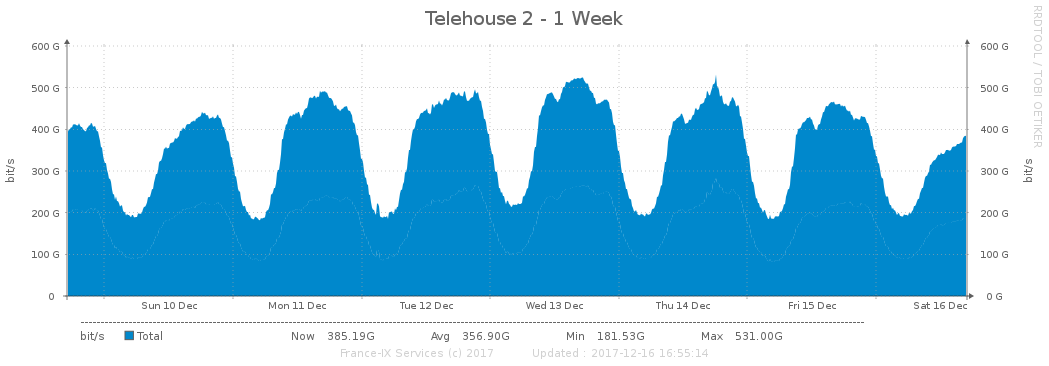 Telehouse 2 - 1 Week
RRDTOOL / TOBI OETIKER
600 G 600 G
500 G 500 G
400 G 400 G
300 G 300 G
200 G 200 G
100 G 100 G
0 0 G
bit/s bit/s
Sun 10 Dec Mon 11 Dec Tue 12 Dec Wed 13 Dec Thu 14 Dec Fri 15 Dec Sat 16 Dec
bit/s Total Now 385.19G Avg 356.90G Min 181.53G Max 531.00G
France-IX Services (c) 2017 Updated : 2017-12-16 16:55:14